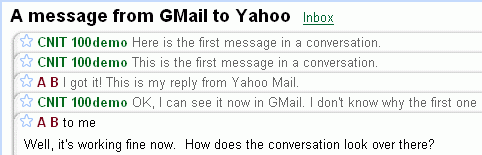 A message from GMail to Yahoo Inbox
CNIT 100demo Here is the first message in a conversation.
CNIT 100demo This is the first message in a conversation.
A B I got it! This is my reply from Yahoo Mail.
CNIT 100demo OK, I can see it now in GMail. I don't know why the first one
A B to me
Well, it's working fine now. How does the conversation look over there?